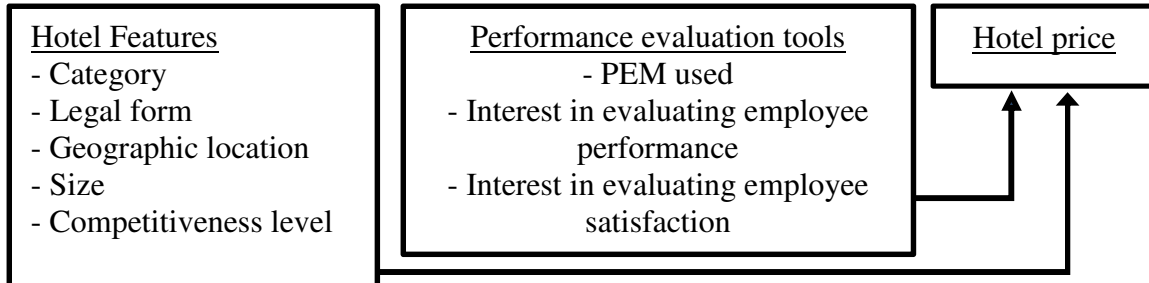 Hotel Features
- Category
- Legal form
- Geographic location
- Size
- Competitiveness level
Performance evaluation tools
- PEM used
- Interest in evaluating employee
performance
- Interest in evaluating employee
satisfaction
Hotel price